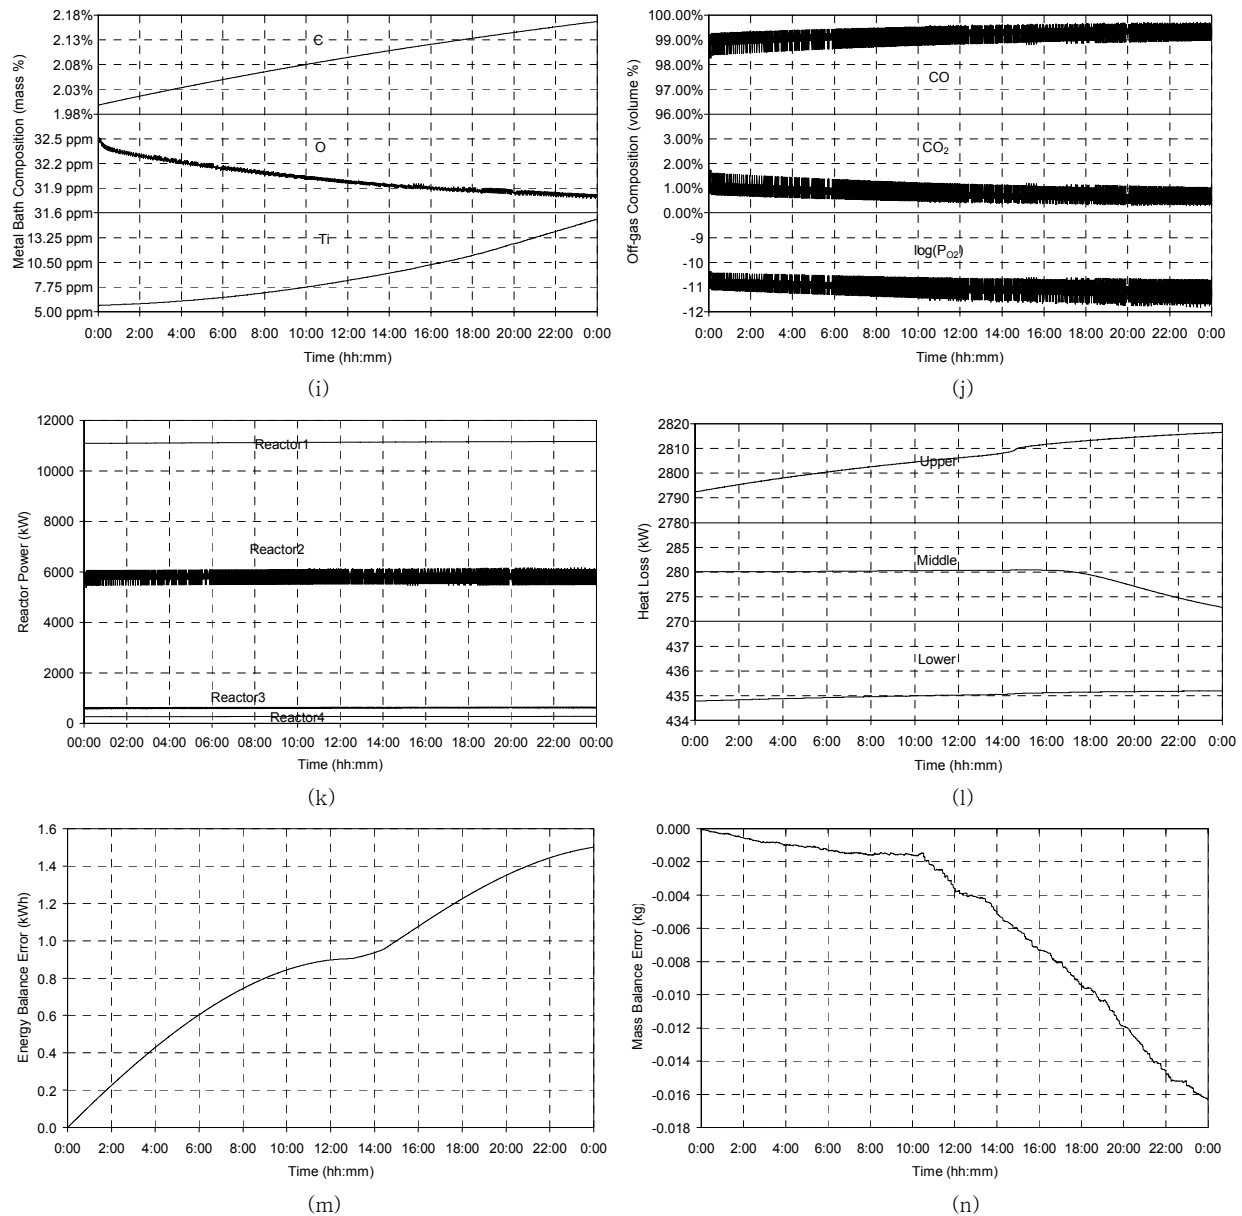 Metal Bath Composition (mass %)
2.18%
2.13%
2.08%
2.03%
1.98%
32.5 ppm
32.2 ppm
31.9 ppm
31.6 ppm
13.25 ppm
10.50 ppm
7.75 ppm
5.00 ppm
C
O
Ti
0:00 2:00 4:00 6:00 8:00 10:00 12:00 14:00 16:00 18:00 20:00 22:00 0:00
Time (hh:mm)
(i)
Off-gas Composition (volume %)
100.00%
99.00%
98.00%
97.00%
96.00%
3.00%
2.00%
1.00%
0.00%
-9
-10
-11
-12
CO
CO2
log(PO2)
0:00 2:00 4:00 6:00 8:00 10:00 12:00 14:00 16:00 18:00 20:00 22:00 0:00
Time (hh:mm)
(j)
Reactor Power (kW)
12000
10000
8000
6000
4000
2000
0
Reactor1
Reactor2
Reactor3
Reactor4
00:00 02:00 04:00 06:00 08:00 10:00 12:00 14:00 16:00 18:00 20:00 22:00 00:00
Time (hh:mm)
(k)
Heat Loss (kW)
2820
2810
2800
2790
2780
285
280
275
270
437
436
435
434
Upper
Middle
Lower
0:00 2:00 4:00 6:00 8:00 10:00 12:00 14:00 16:00 18:00 20:00 22:00 0:00
Time (hh:mm)
(l)
Energy Balance Error (kWh)
1.6
1.4
1.2
1.0
0.8
0.6
0.4
0.2
0.0
0:00 2:00 4:00 6:00 8:00 10:00 12:00 14:00 16:00 18:00 20:00 22:00 0:00
Time (hh:mm)
(m)
Mass Balance Error (kg)
0.000
-0.002
-0.004
-0.006
-0.008
-0.010
-0.012
-0.014
-0.016
-0.018
0:00 2:00 4:00 6:00 8:00 10:00 12:00 14:00 16:00 18:00 20:00 22:00 0:00
Time (hh:mm)
(n)